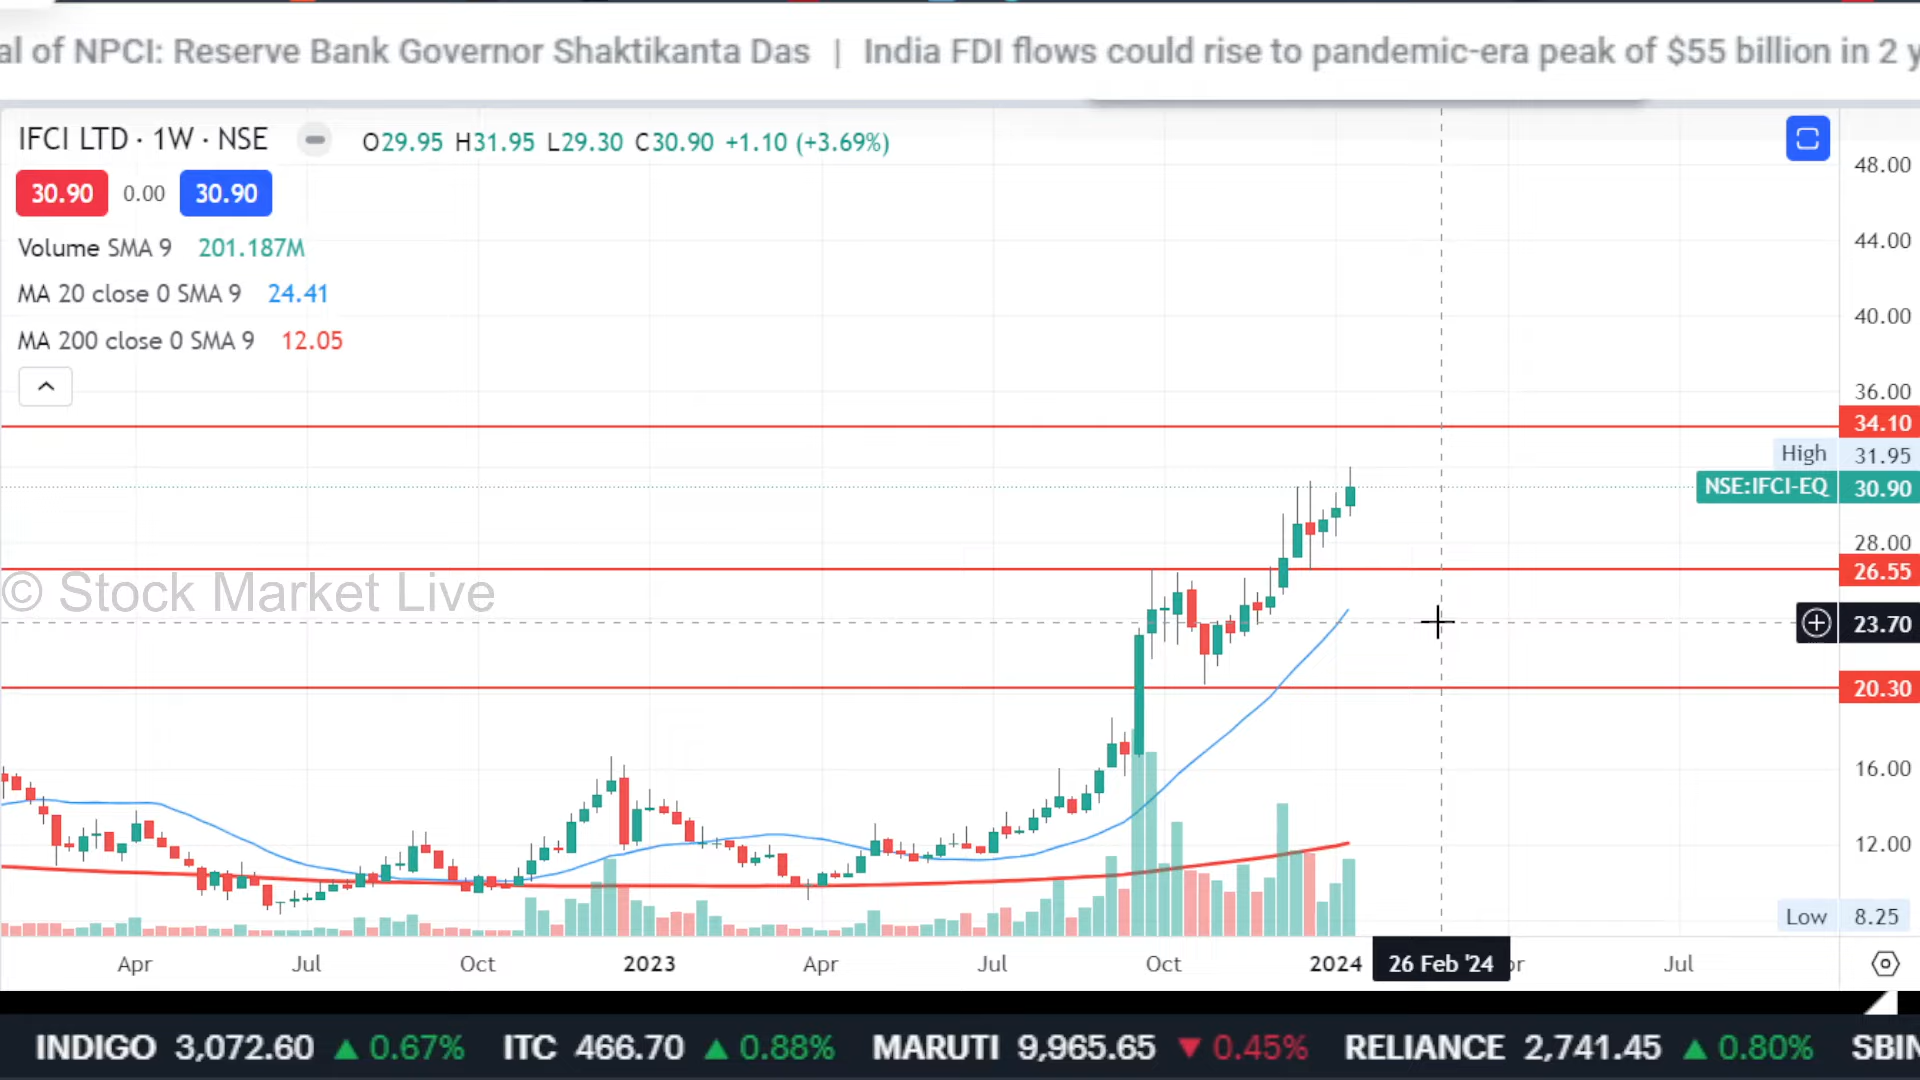 al of NPCI: Reserve Bank Governor Shaktikanta Das | India FDI flows could rise to pandemic-era peak of $55 billion in 2 y
IFCI LTD · 1W · NSE O29.95 H31.95 L29.30 C30.90 +1.10 (+3.69%)
30.90 0.00 30.90
Volume SMA 9 201.187M
MA 20 close 0 SMA 9 24.41
MA 200 close 0 SMA 9 12.05
48.00
44.00
40.00
36.00
34.10
High 31.95
NSE:IFCI-EQ 30.90
28.00
26.55
© Stock Market Live
23.70
20.30
16.00
12.00
Low 8.25
Apr Jul Oct 2023 Apr Jul Oct 2024 26 Feb '24 or Jul
INDIGO 3,072.60 ▲ 0.67% ITC 466.70 ▲ 0.88% MARUTI 9,965.65 ▼ 0.45% RELIANCE 2,741.45 ▲ 0.80% SBIN